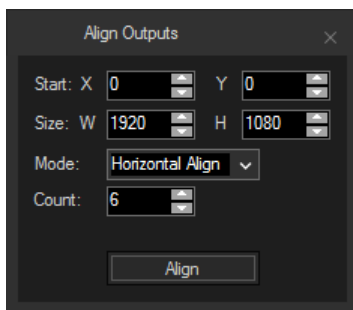 Align Outputs
Start: X 0 Y 0
Size: W 1920 H 1080
Mode: Horizontal Align
Count: 6
Align